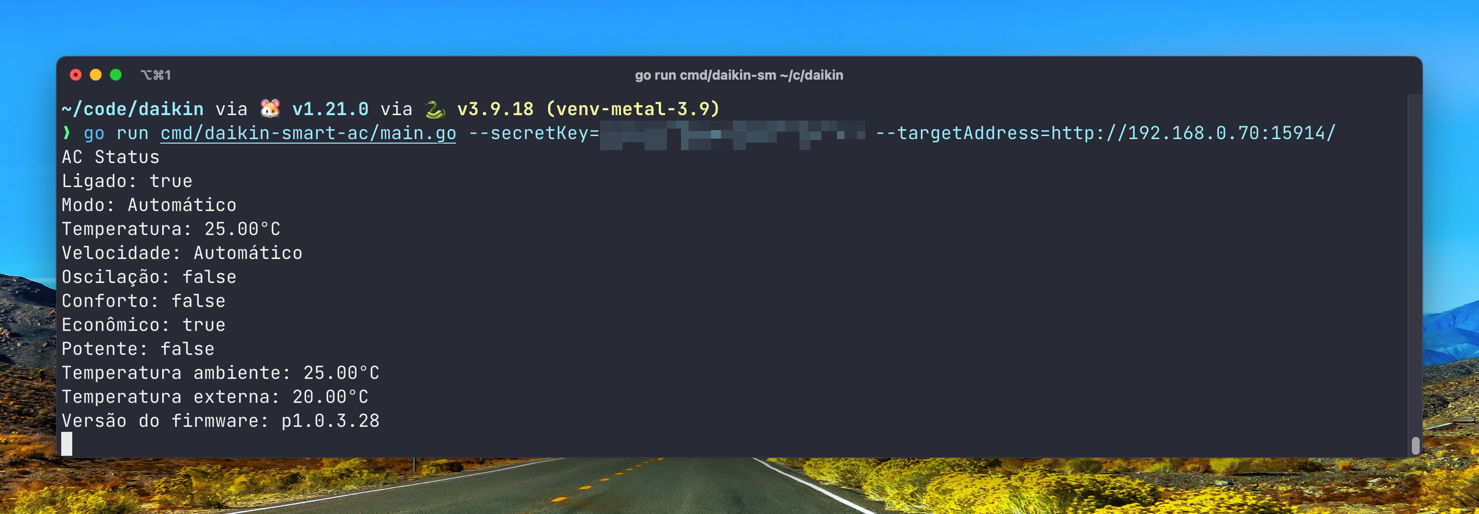 ⌥⌘1 go run cmd/daikin-sm ~/c/daikin
~/code/daikin via 🐹 v1.21.0 via 🐍 v3.9.18 (venv-metal-3.9)
❯ go run cmd/daikin-smart-ac/main.go --secretKey= --targetAddress=http://192.168.0.70:15914/
AC Status
Ligado: true
Modo: Automático
Temperatura: 25.00°C
Velocidade: Automático
Oscilação: false
Conforto: false
Econômico: true
Potente: false
Temperatura ambiente: 25.00°C
Temperatura externa: 20.00°C
Versão do firmware: p1.0.3.28